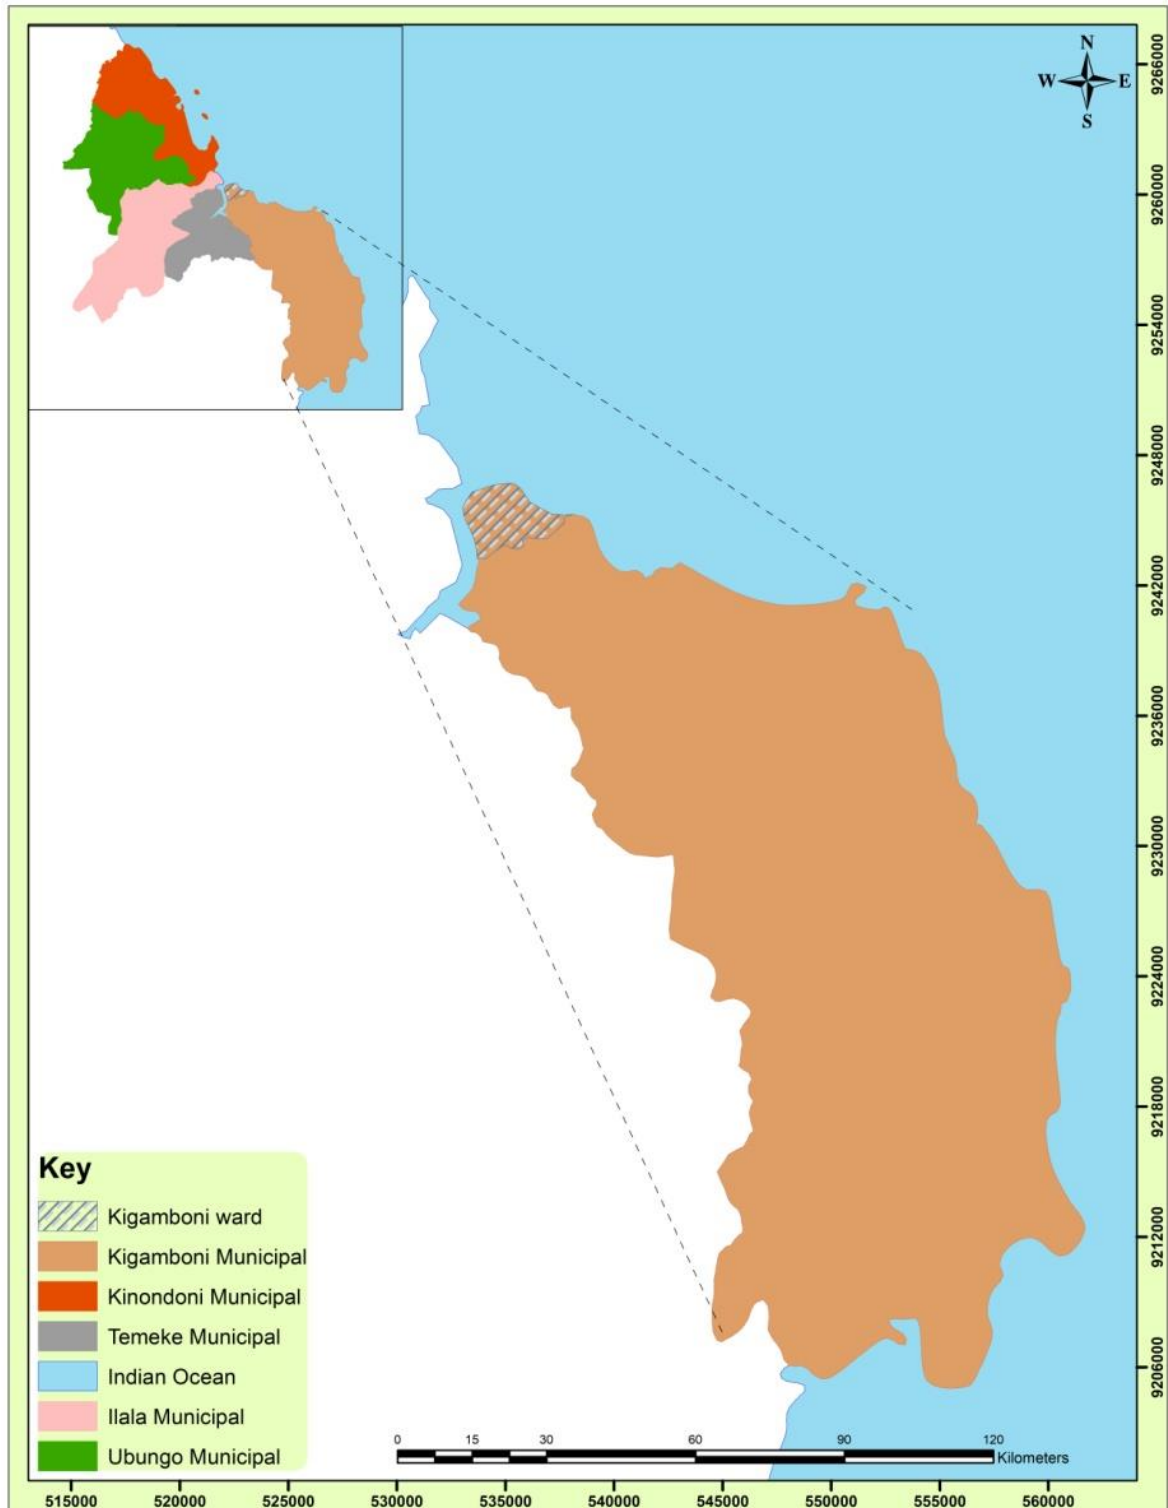 N
W E
S
9266000
9260000
9254000
9248000
9242000
9236000
9230000
9224000
9218000
9212000
9206000
Key
Kigamboni ward
Kigamboni Municipal
Kinondoni Municipal
Temeke Municipal
Indian Ocean
Ilala Municipal
Ubungo Municipal
0 15 30 60 90 120
Kilometers
515000 520000 525000 530000 535000 540000 545000 550000 555000 560000